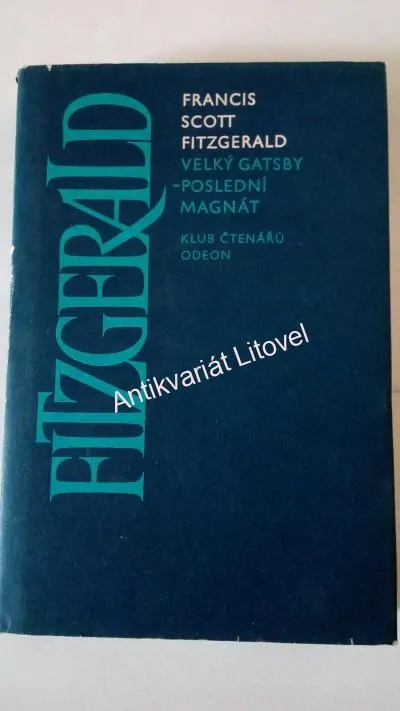 FRANCIS
SCOTT
FITZGERALD
VELKÝ GATSBY
-POSLEDNÍ
MAGNÁT
KLUB ČTENÁŘŮ
ODEON
FITZGERALD
Antikvariát Litovel